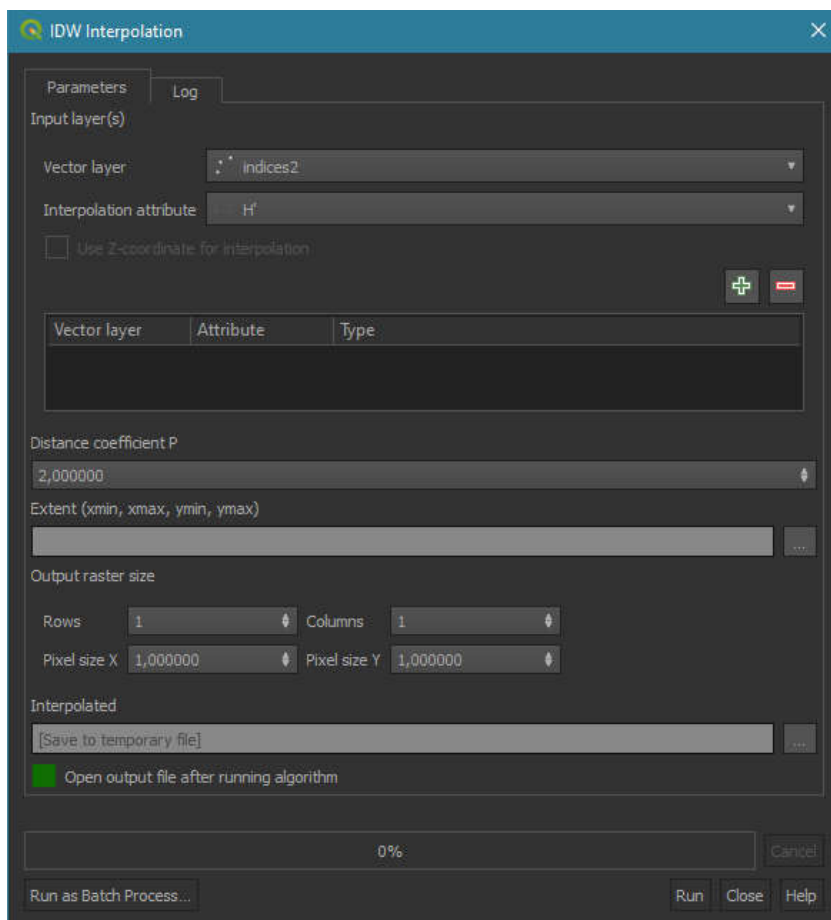 IDW Interpolation
Parameters Log
Input layer(s)
Vector layer indices2
Interpolation attribute H'
Use Z-coordinate for interpolation
Vector layer Attribute Type
Distance coefficient P
2,000000
Extent (xmin, xmax, ymin, ymax)
...
Output raster size
Rows 1 Columns 1
Pixel size X 1,000000 Pixel size Y 1,000000
Interpolated
[Save to temporary file] ...
Open output file after running algorithm
0% Cancel
Run as Batch Process... Run Close Help